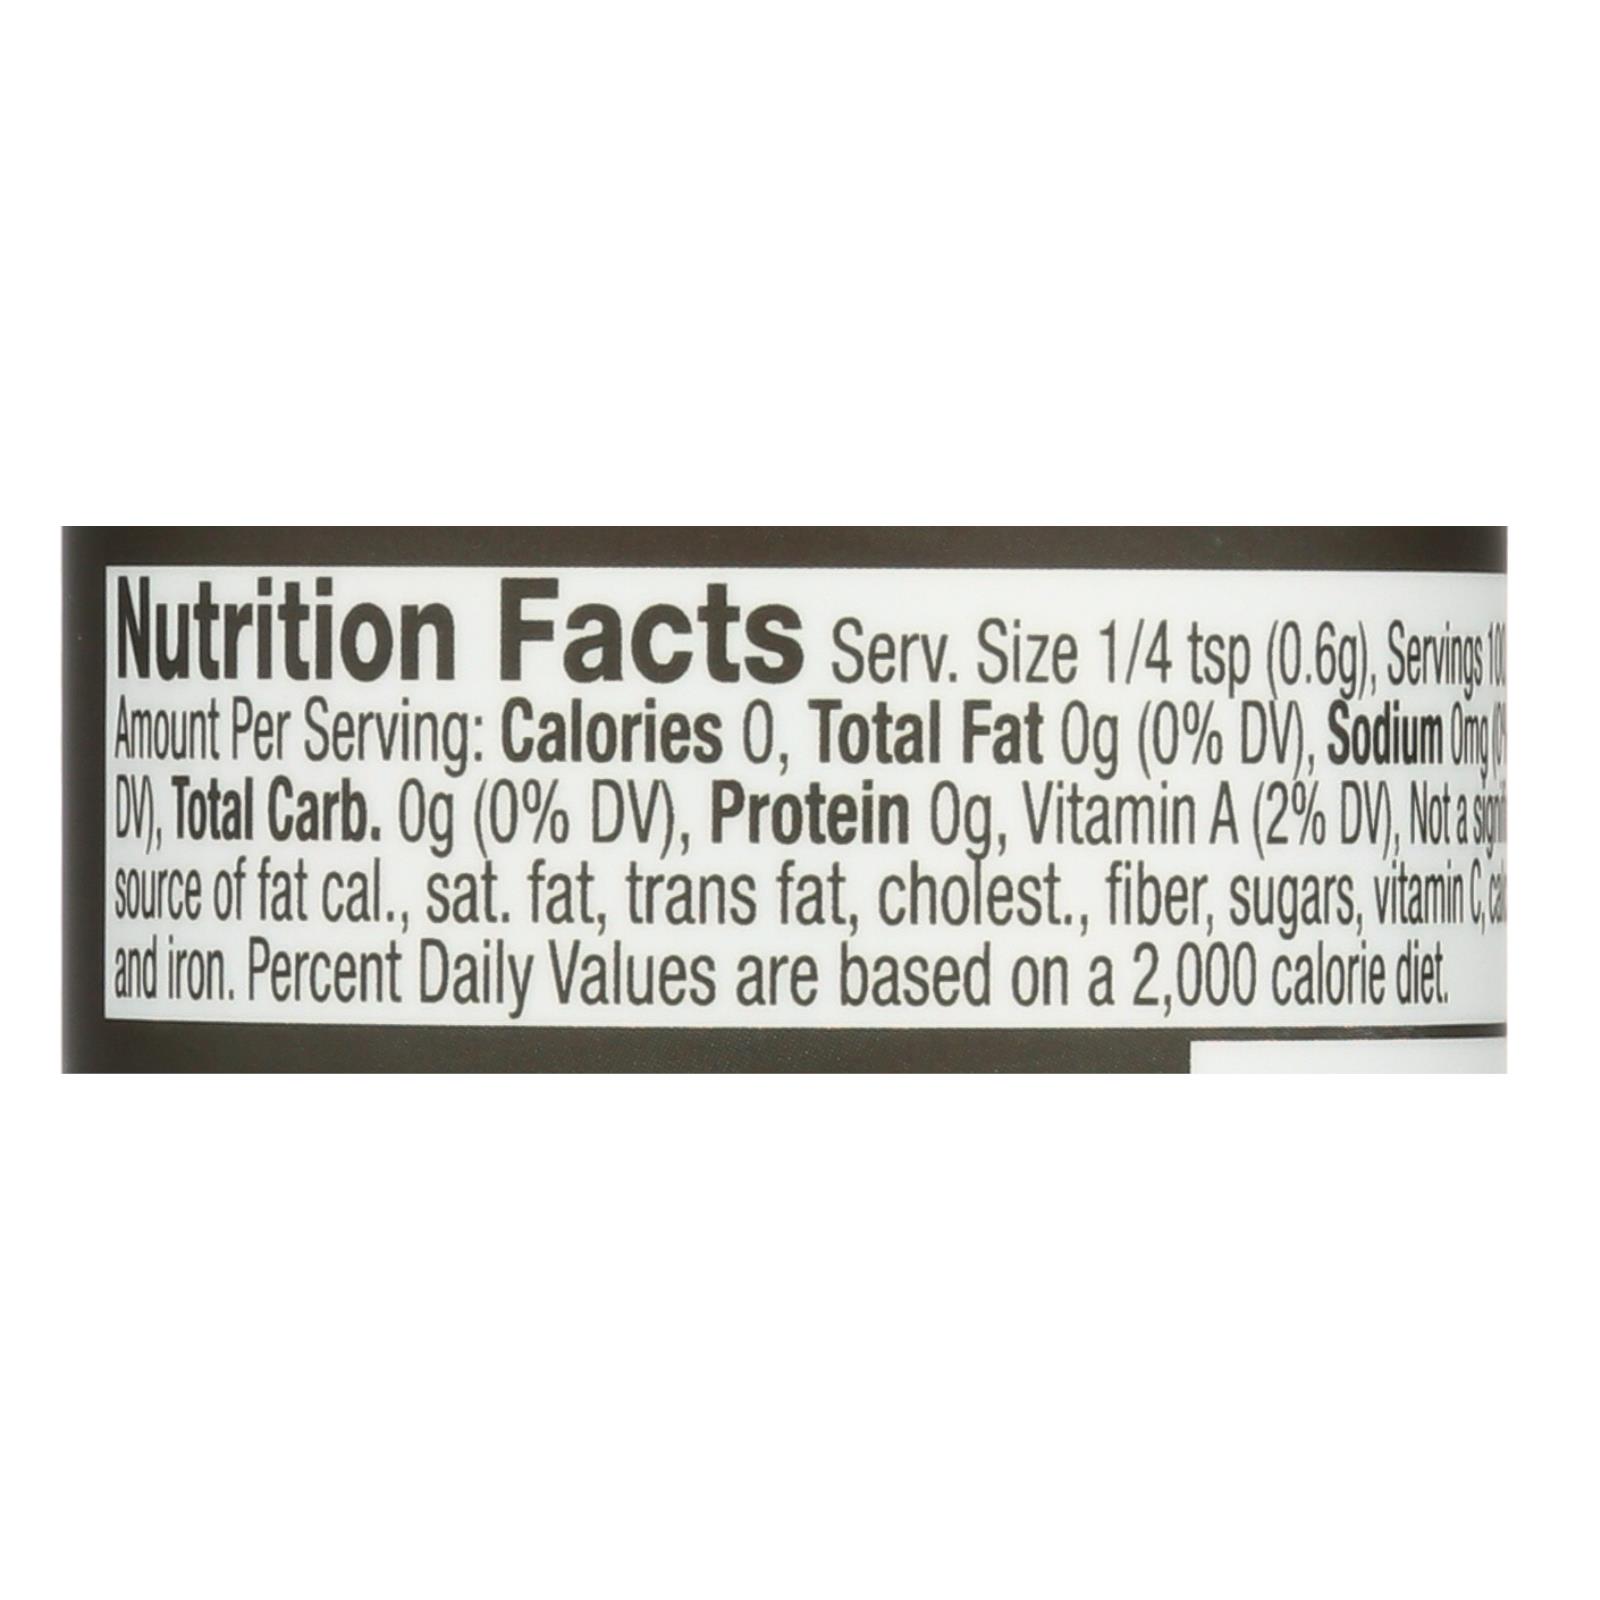 Nutrition Facts Serv. Size 1/4 tsp (0.6g), Servings
Amount Per Serving: Calories 0, Total Fat 0g (0% DV), Sodium 0mg
DV), Total Carb. 0g (0% DV), Protein 0g, Vitamin A (2% DV), Not a
source of fat cal., sat. fat, trans fat, cholest., fiber, sugars, vitamin C,
and iron. Percent Daily Values are based on a 2,000 calorie diet.